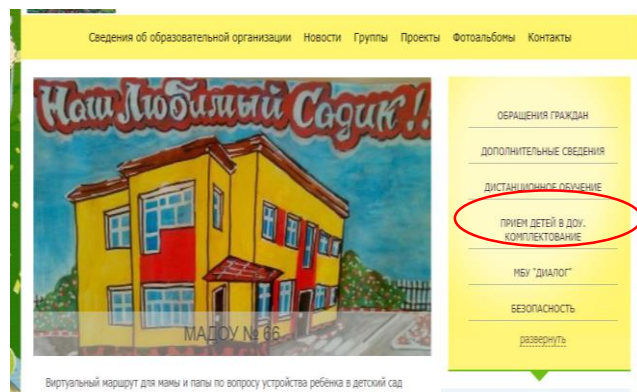 Сведения об образовательной организации Новости Группы Проекты Фотоальбомы Контакты
Наш Любимый Садик!!
МАДОУ № 66
Виртуальный маршрут для мамы и папы по вопросу устройства ребёнка в детский сад
ОБРАЩЕНИЯ ГРАЖДАН
ДОПОЛНИТЕЛЬНЫЕ СВЕДЕНИЯ
ДИСТАНЦИОННОЕ ОБУЧЕНИЕ
ПРИЕМ ДЕТЕЙ В ДОУ.
КОМПЛЕКТОВАНИЕ
МБУ "ДИАЛОГ"
БЕЗОПАСНОСТЬ
развернуть